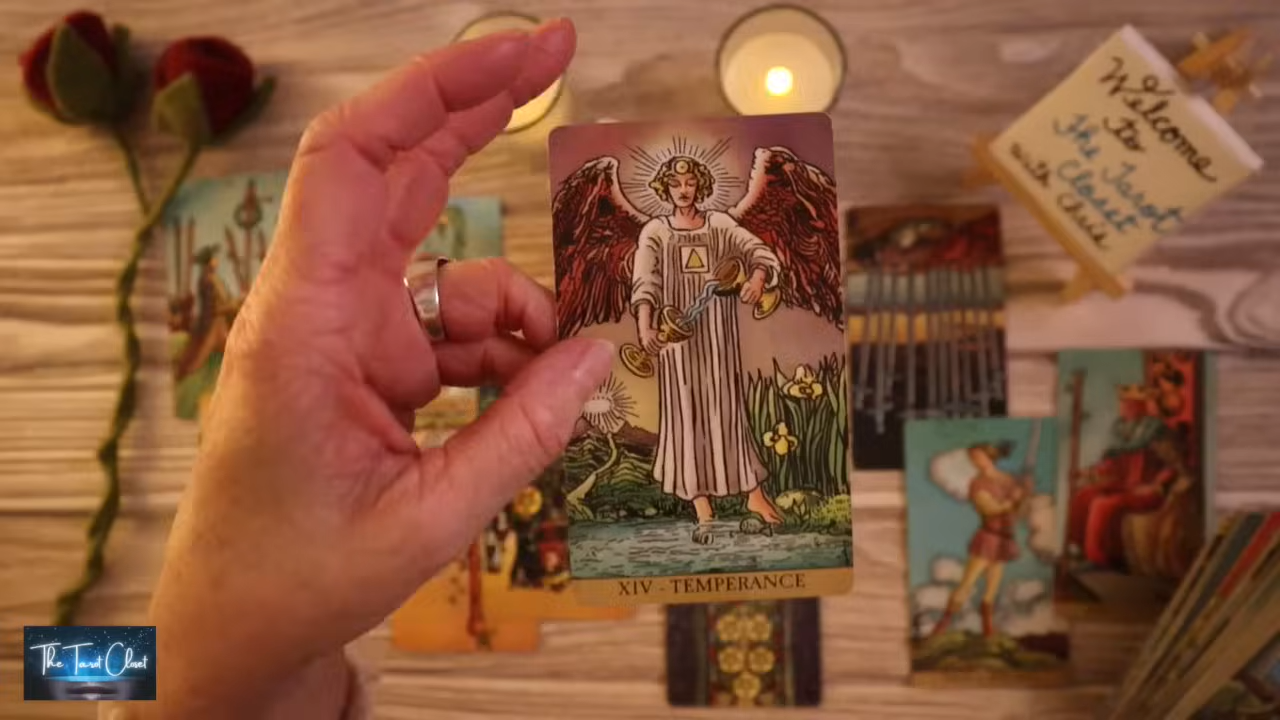 Welcome
To
The Tarot
Closet
with Chris
XIV - TEMPERANCE
The Tarot Closet